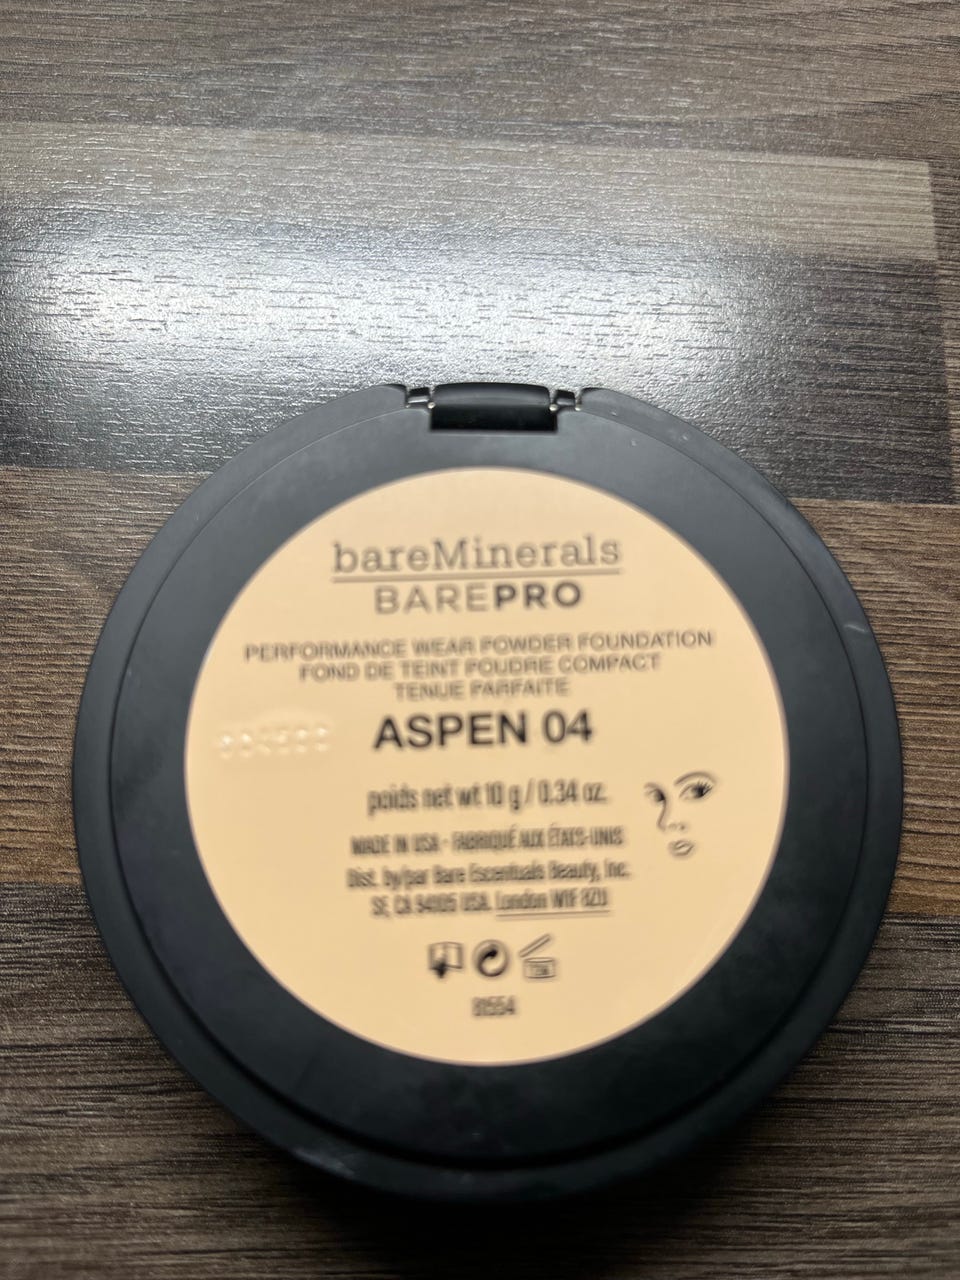 bareMinerals
BAREPRO
PERFORMANCE WEAR POWDER FOUNDATION
FOND DE TEINT POUDRE COMPACT
TENUE PARFAITE
ASPEN 04
poids net wt 10 g / 0.34 oz.
MADE IN USA - FABRIQUÉ AUX ÉTATS-UNIS
Dist. by/par Bare Escentuals Beauty, Inc.
SF, CA 94105 USA. London W1F 8ZU
81554